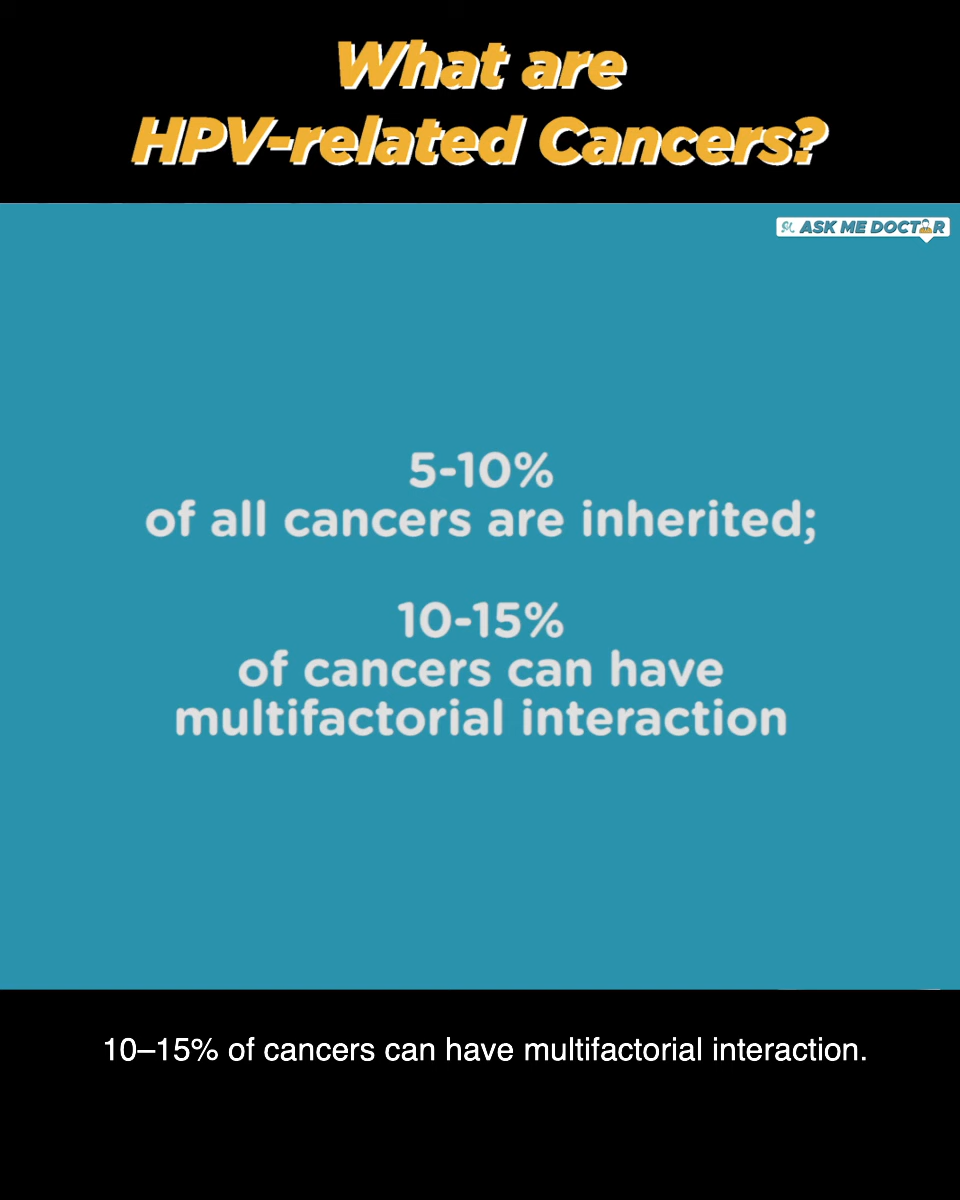 What are
HPV-related Cancers?
ASK ME DOCTOR
5-10%
of all cancers are inherited;
10-15%
of cancers can have
multifactorial interaction
10–15% of cancers can have multifactorial interaction.